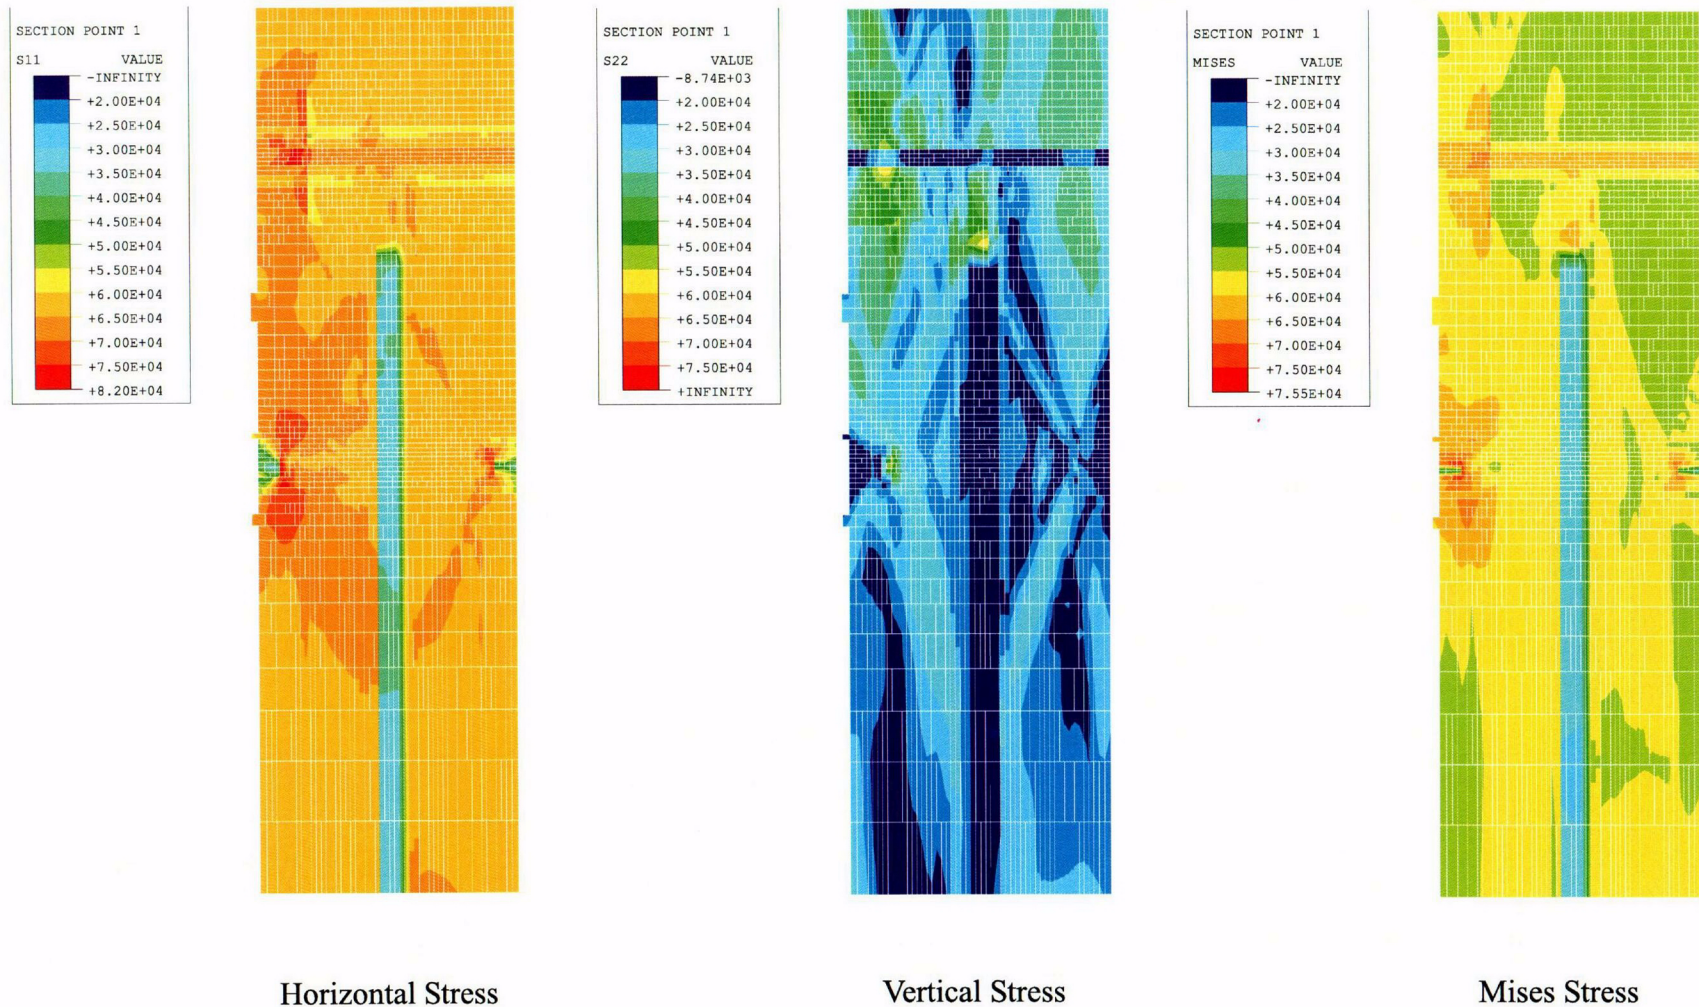 SECTION POINT 1
S11 VALUE
-INFINITY
+2.00E+04
+2.50E+04
+3.00E+04
+3.50E+04
+4.00E+04
+4.50E+04
+5.00E+04
+5.50E+04
+6.00E+04
+6.50E+04
+7.00E+04
+7.50E+04
+8.20E+04
SECTION POINT 1
S22 VALUE
-8.74E+03
+2.00E+04
+2.50E+04
+3.00E+04
+3.50E+04
+4.00E+04
+4.50E+04
+5.00E+04
+5.50E+04
+6.00E+04
+6.50E+04
+7.00E+04
+7.50E+04
+INFINITY
SECTION POINT 1
MISES VALUE
-INFINITY
+2.00E+04
+2.50E+04
+3.00E+04
+3.50E+04
+4.00E+04
+4.50E+04
+5.00E+04
+5.50E+04
+6.00E+04
+6.50E+04
+7.00E+04
+7.50E+04
+7.55E+04
Horizontal Stress
Vertical Stress
Mises Stress